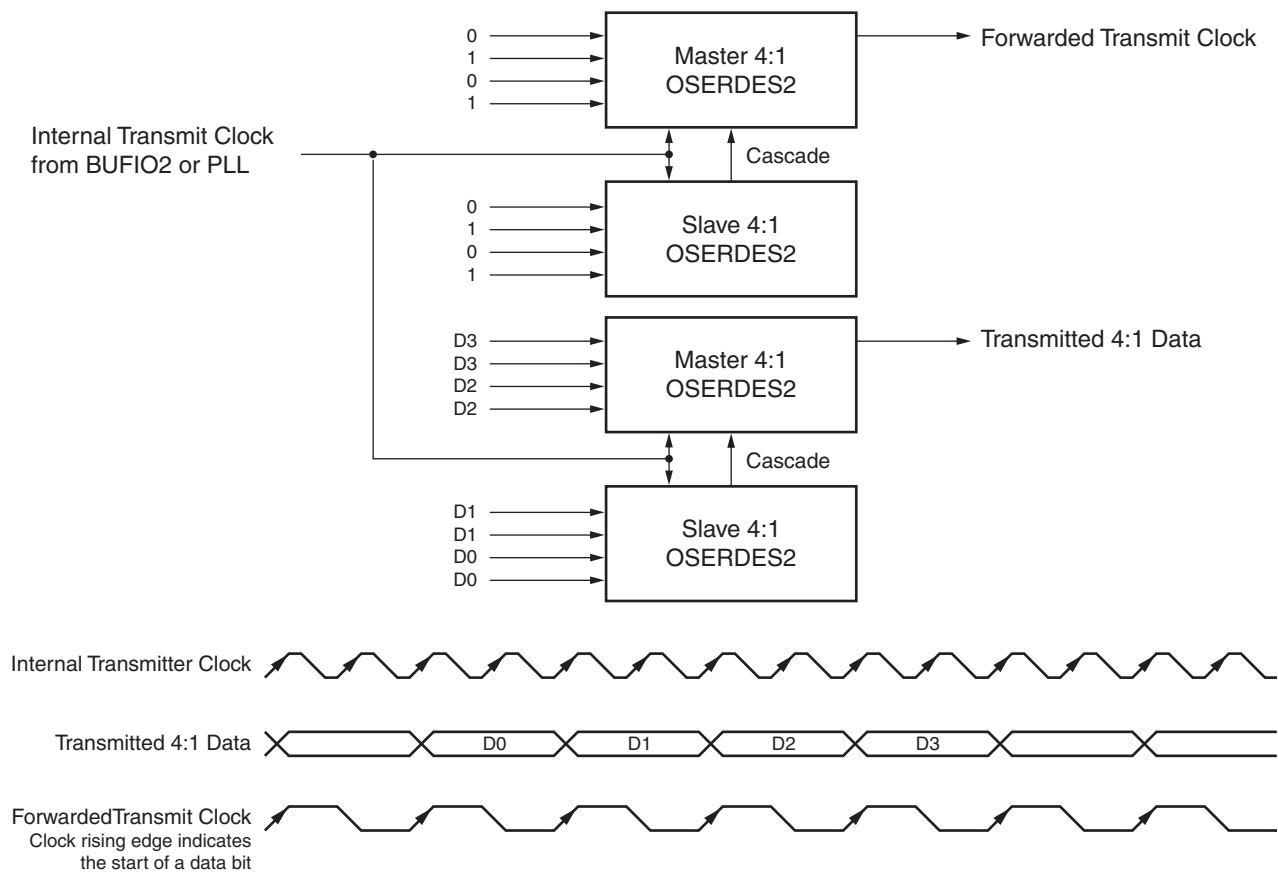 0
1
0
1
Master 4:1
OSERDES2
Forwarded Transmit Clock
Internal Transmit Clock
from BUFIO2 or PLL
Cascade
0
1
0
1
Slave 4:1
OSERDES2
D3
D3
D2
D2
Master 4:1
OSERDES2
Transmitted 4:1 Data
Cascade
D1
D1
D0
D0
Slave 4:1
OSERDES2
Internal Transmitter Clock
Transmitted 4:1 Data
D0 D1 D2 D3
ForwardedTransmit Clock
Clock rising edge indicates
the start of a data bit